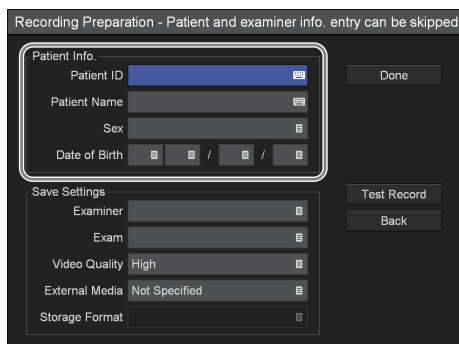 Recording Preparation - Patient and examiner info. entry can be skipped
Patient Info.
Patient ID
Done
Patient Name
Sex
Date of Birth / /
Save Settings
Test Record
Examiner
Back
Exam
Video Quality High
External Media Not Specified
Storage Format